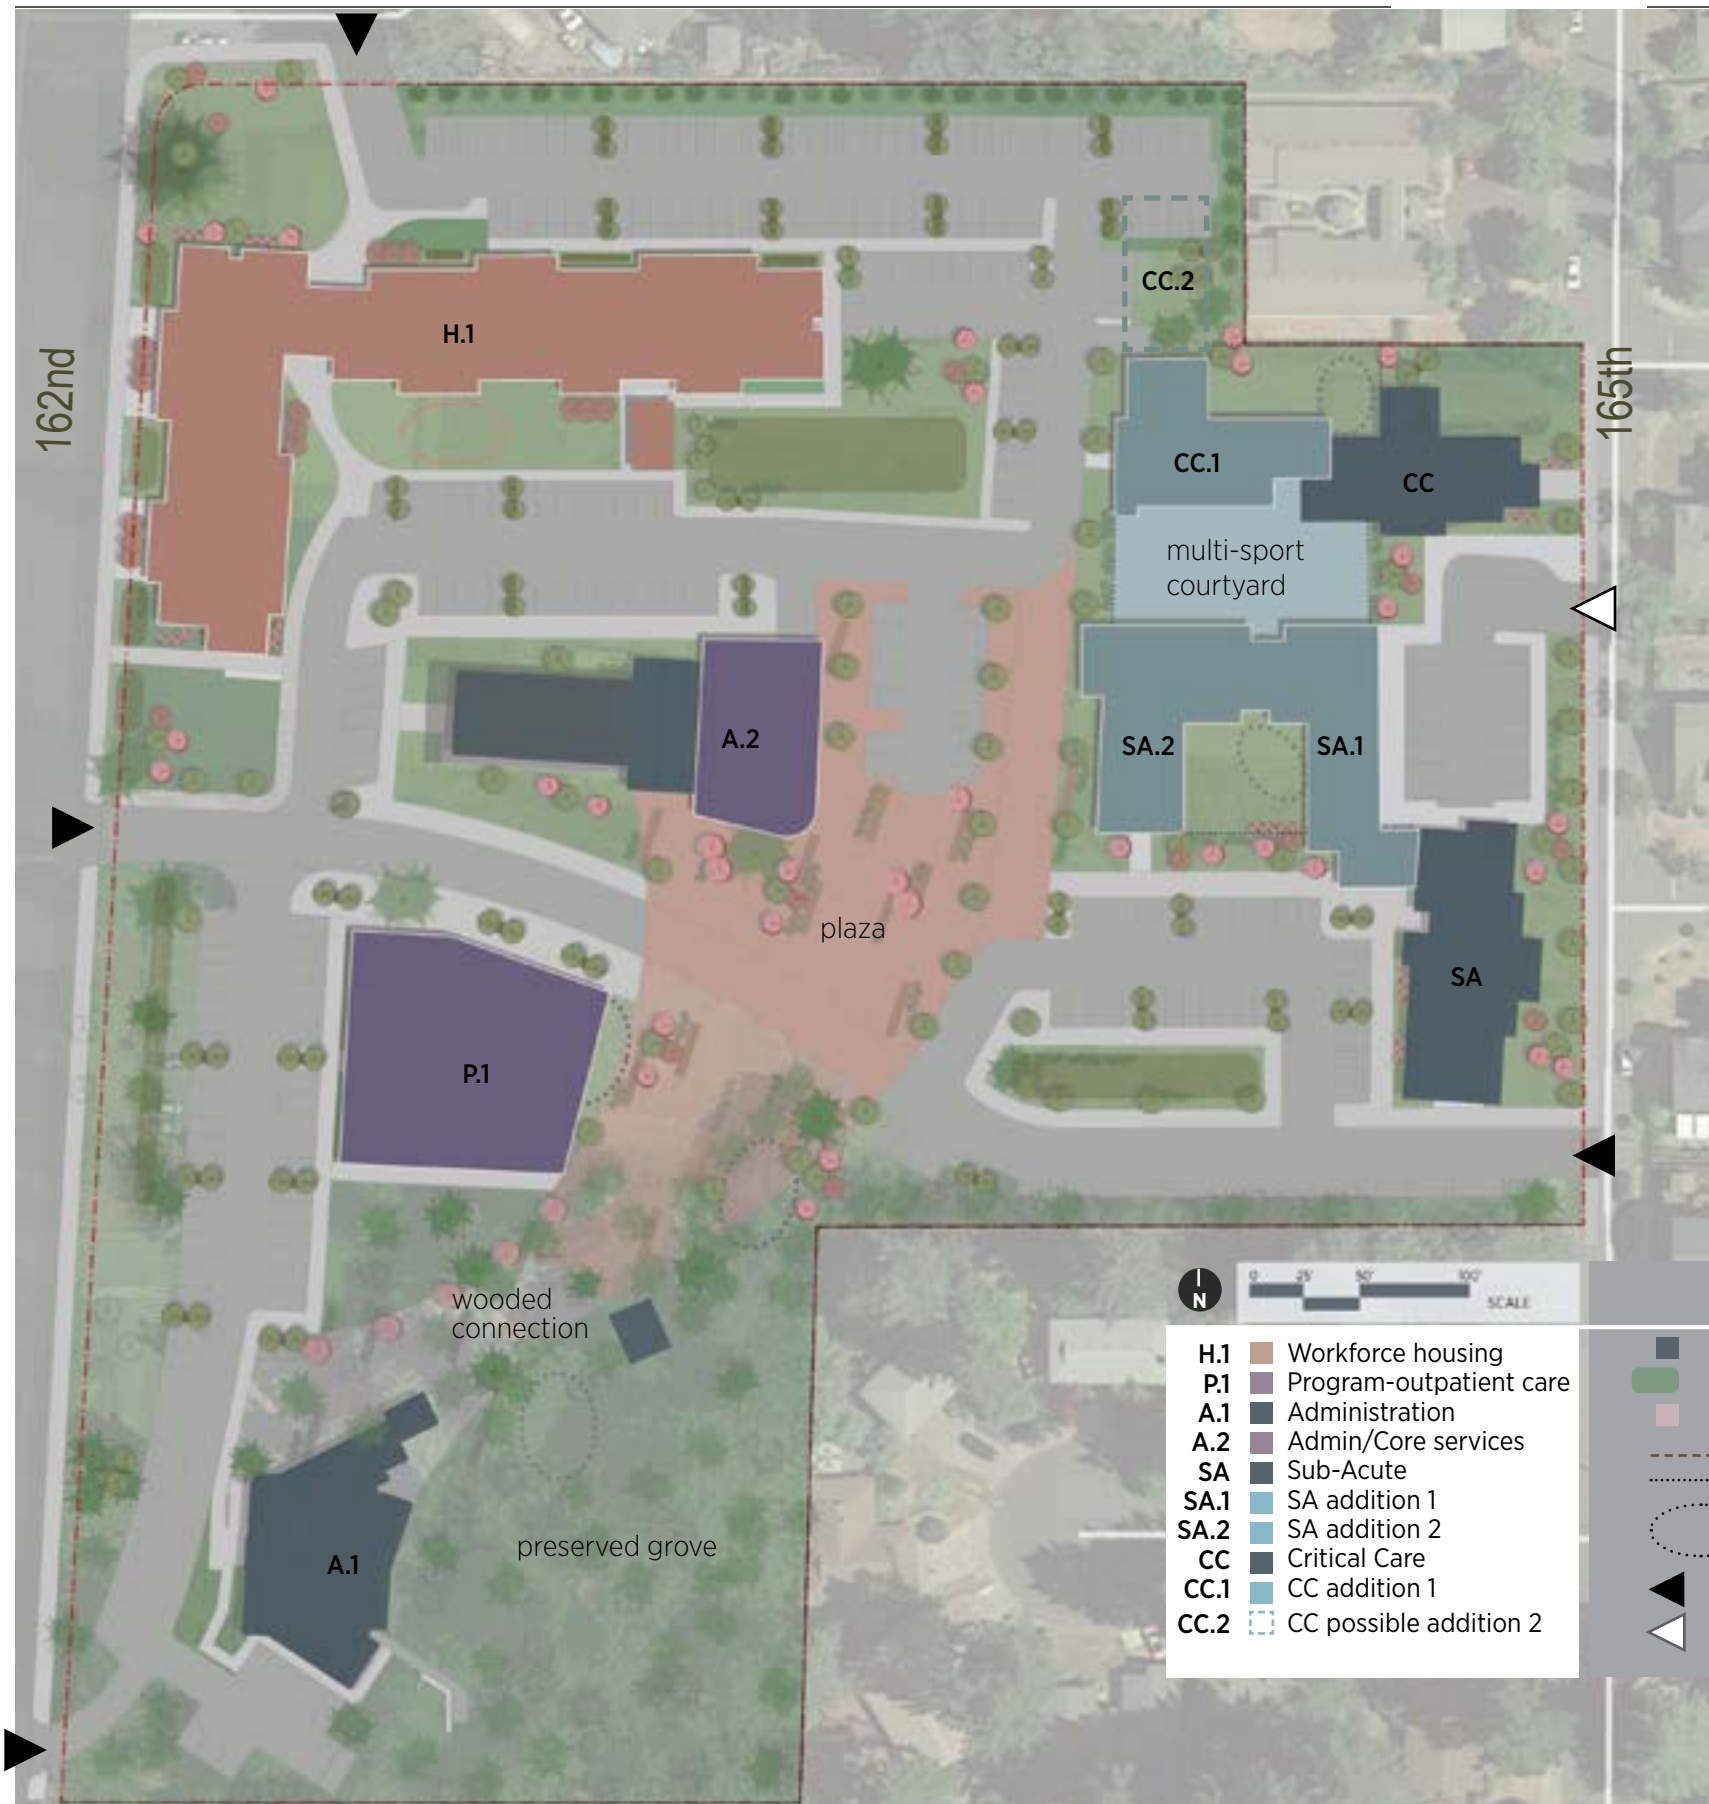 H.1
CC.2
162nd
165th
CC.1
CC
multi-sport
courtyard
A.2
SA.2
SA.1
plaza
SA
P.1
wooded
connection
N
0 25' 50' 100'
SCALE
H.1 Workforce housing
P.1 Program-outpatient care
A.1 Administration
A.2 Admin/Core services
SA Sub-Acute
SA.1 SA addition 1
SA.2 SA addition 2
CC Critical Care
CC.1 CC addition 1
CC.2 CC possible addition 2
preserved grove
A.1